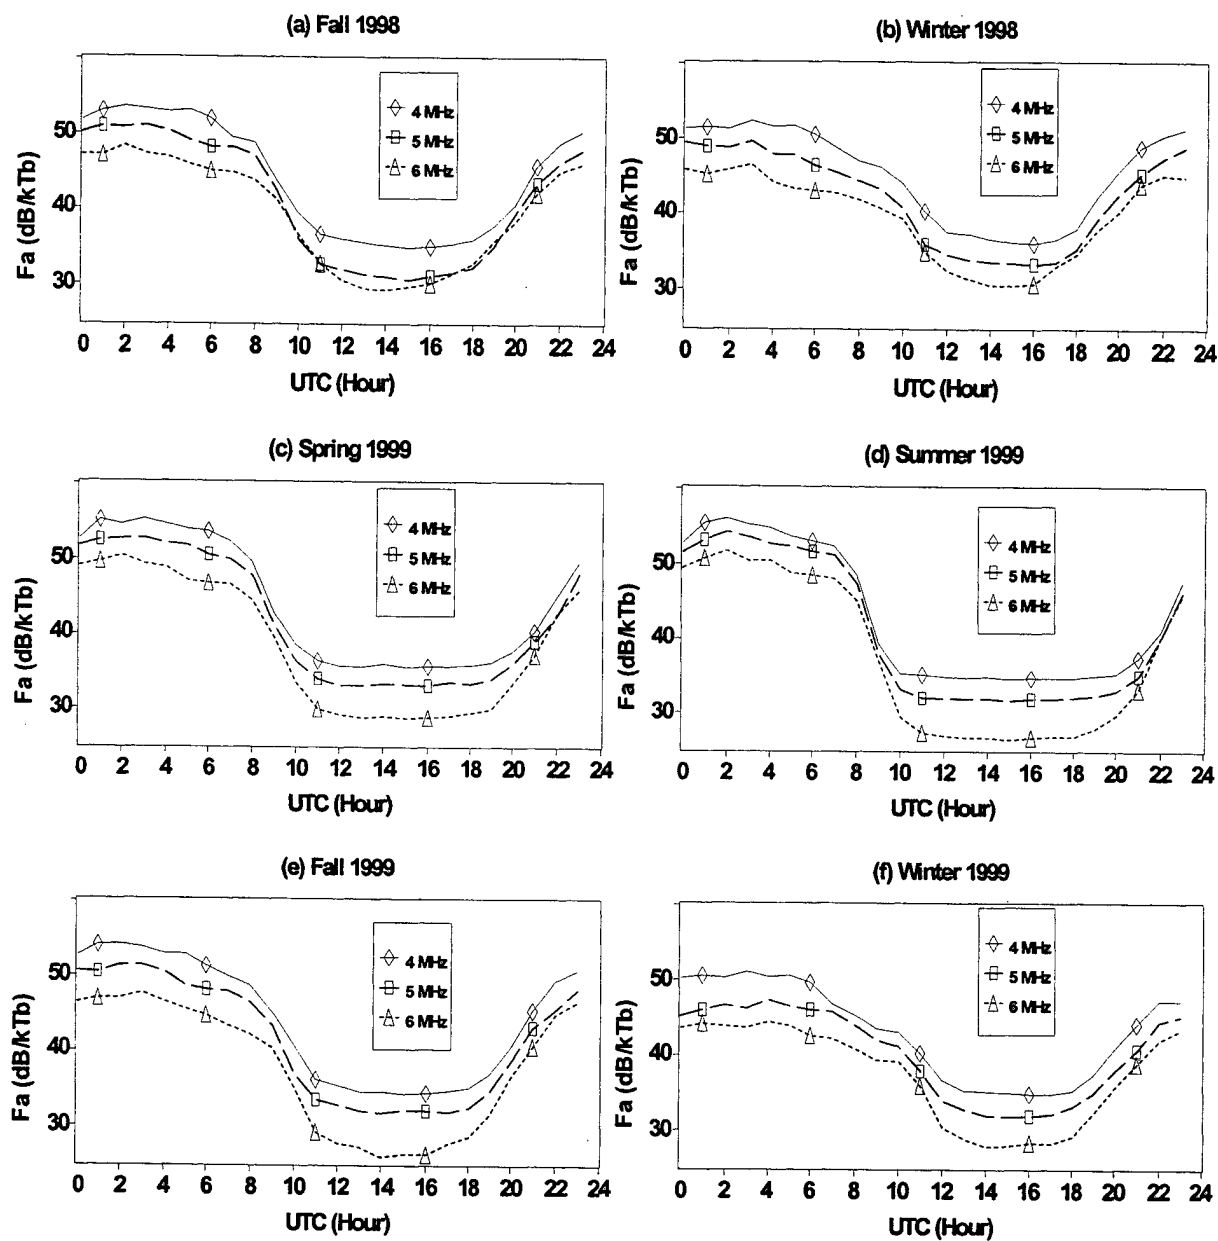 (a) Fall 1998
Fa (dB/kTb)
50
40
30
4 MHz
5 MHz
6 MHz
0 2 4 6 8 10 12 14 16 18 20 22 24
UTC (Hour)
(b) Winter 1998
Fa (dB/kTb)
50
40
30
4 MHz
5 MHz
6 MHz
0 2 4 6 8 10 12 14 16 18 20 22 24
UTC (Hour)
(c) Spring 1999
Fa (dB/kTb)
50
40
30
4 MHz
5 MHz
6 MHz
0 2 4 6 8 10 12 14 16 18 20 22 24
UTC (Hour)
(d) Summer 1999
Fa (dB/kTb)
50
40
30
4 MHz
5 MHz
6 MHz
0 2 4 6 8 10 12 14 16 18 20 22 24
UTC (Hour)
(e) Fall 1999
Fa (dB/kTb)
50
40
30
4 MHz
5 MHz
6 MHz
0 2 4 6 8 10 12 14 16 18 20 22 24
UTC (Hour)
(f) Winter 1999
Fa (dB/kTb)
50
40
30
4 MHz
5 MHz
6 MHz
0 2 4 6 8 10 12 14 16 18 20 22 24
UTC (Hour)